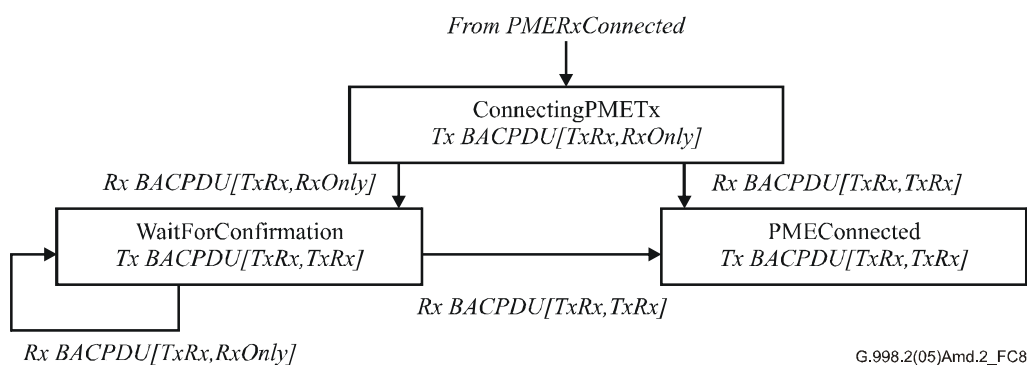 From PMERxConnected
ConnectingPMETx
Tx BACPDU[TxRx,RxOnly]
Rx BACPDU[TxRx,RxOnly]
Rx BACPDU[TxRx,TxRx]
WaitForConfirmation
Tx BACPDU[TxRx,TxRx]
PMEConnected
Tx BACPDU[TxRx,TxRx]
Rx BACPDU[TxRx,TxRx]
Rx BACPDU[TxRx,RxOnly]
G.998.2(05)Amd.2_FC8